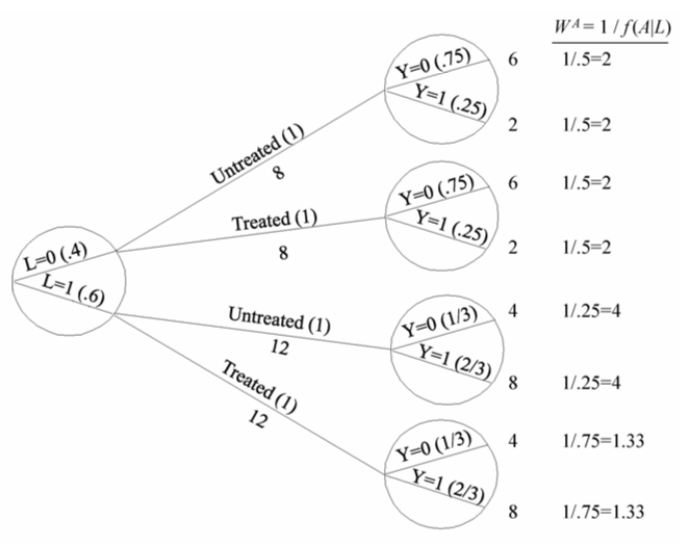 W^A = 1 / f(A|L)
Y=0 (.75) 6 1/.5=2
Y=1 (.25) 2 1/.5=2
Untreated (1)
8
Y=0 (.75) 6 1/.5=2
Y=1 (.25) 2 1/.5=2
Treated (1)
8
L=0 (.4)
L=1 (.6)
Untreated (1)
12
Y=0 (1/3) 4 1/.25=4
Y=1 (2/3) 8 1/.25=4
Treated (1)
12
Y=0 (1/3) 4 1/.75=1.33
Y=1 (2/3) 8 1/.75=1.33